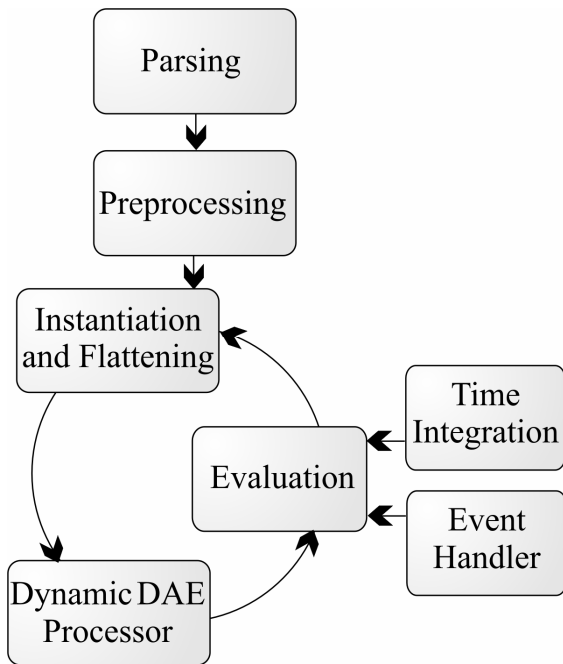 Parsing
Preprocessing
Instantiation
and Flattening
Time
Integration
Evaluation
Event
Handler
Dynamic DAE
Processor